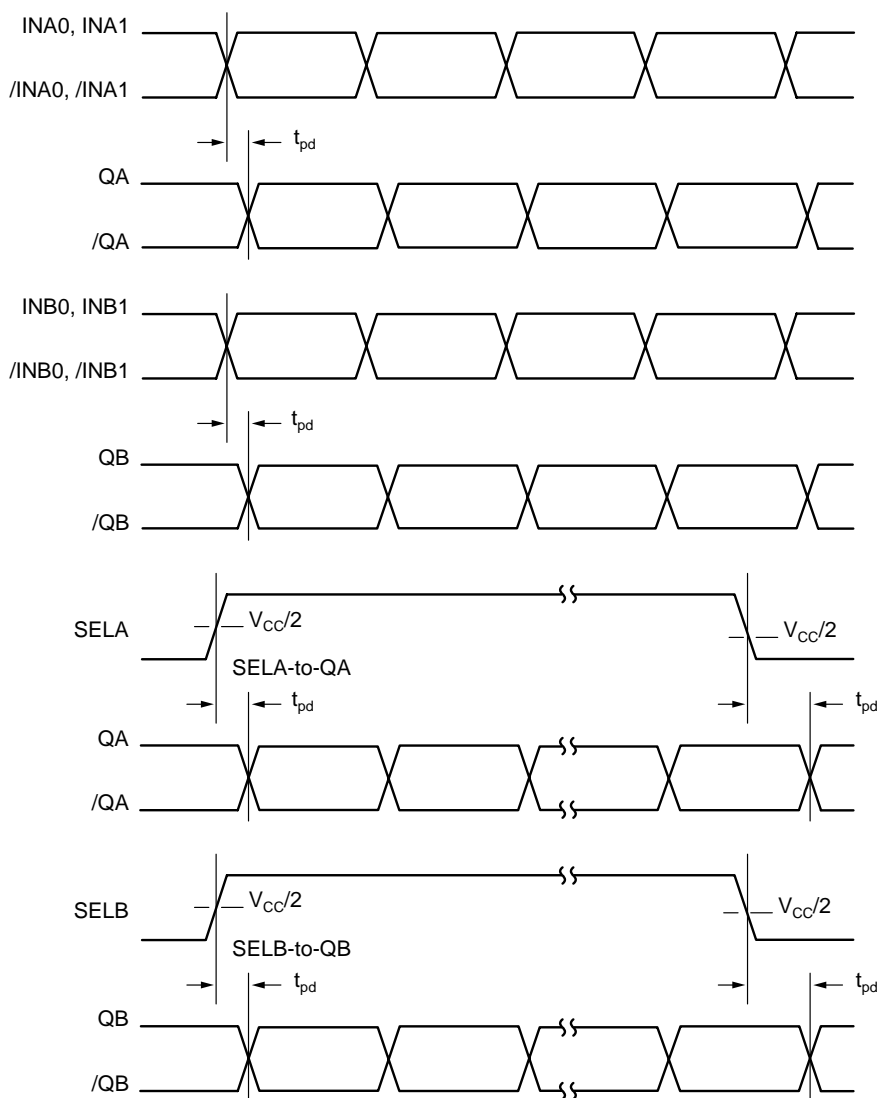 INA0, INA1
/INA0, /INA1
tpd
QA
/QA
INB0, INB1
/INB0, /INB1
tpd
QB
/QB
SELA
VCC/2
VCC/2
SELA-to-QA
tpd
tpd
QA
/QA
SELB
VCC/2
VCC/2
SELB-to-QB
tpd
tpd
QB
/QB